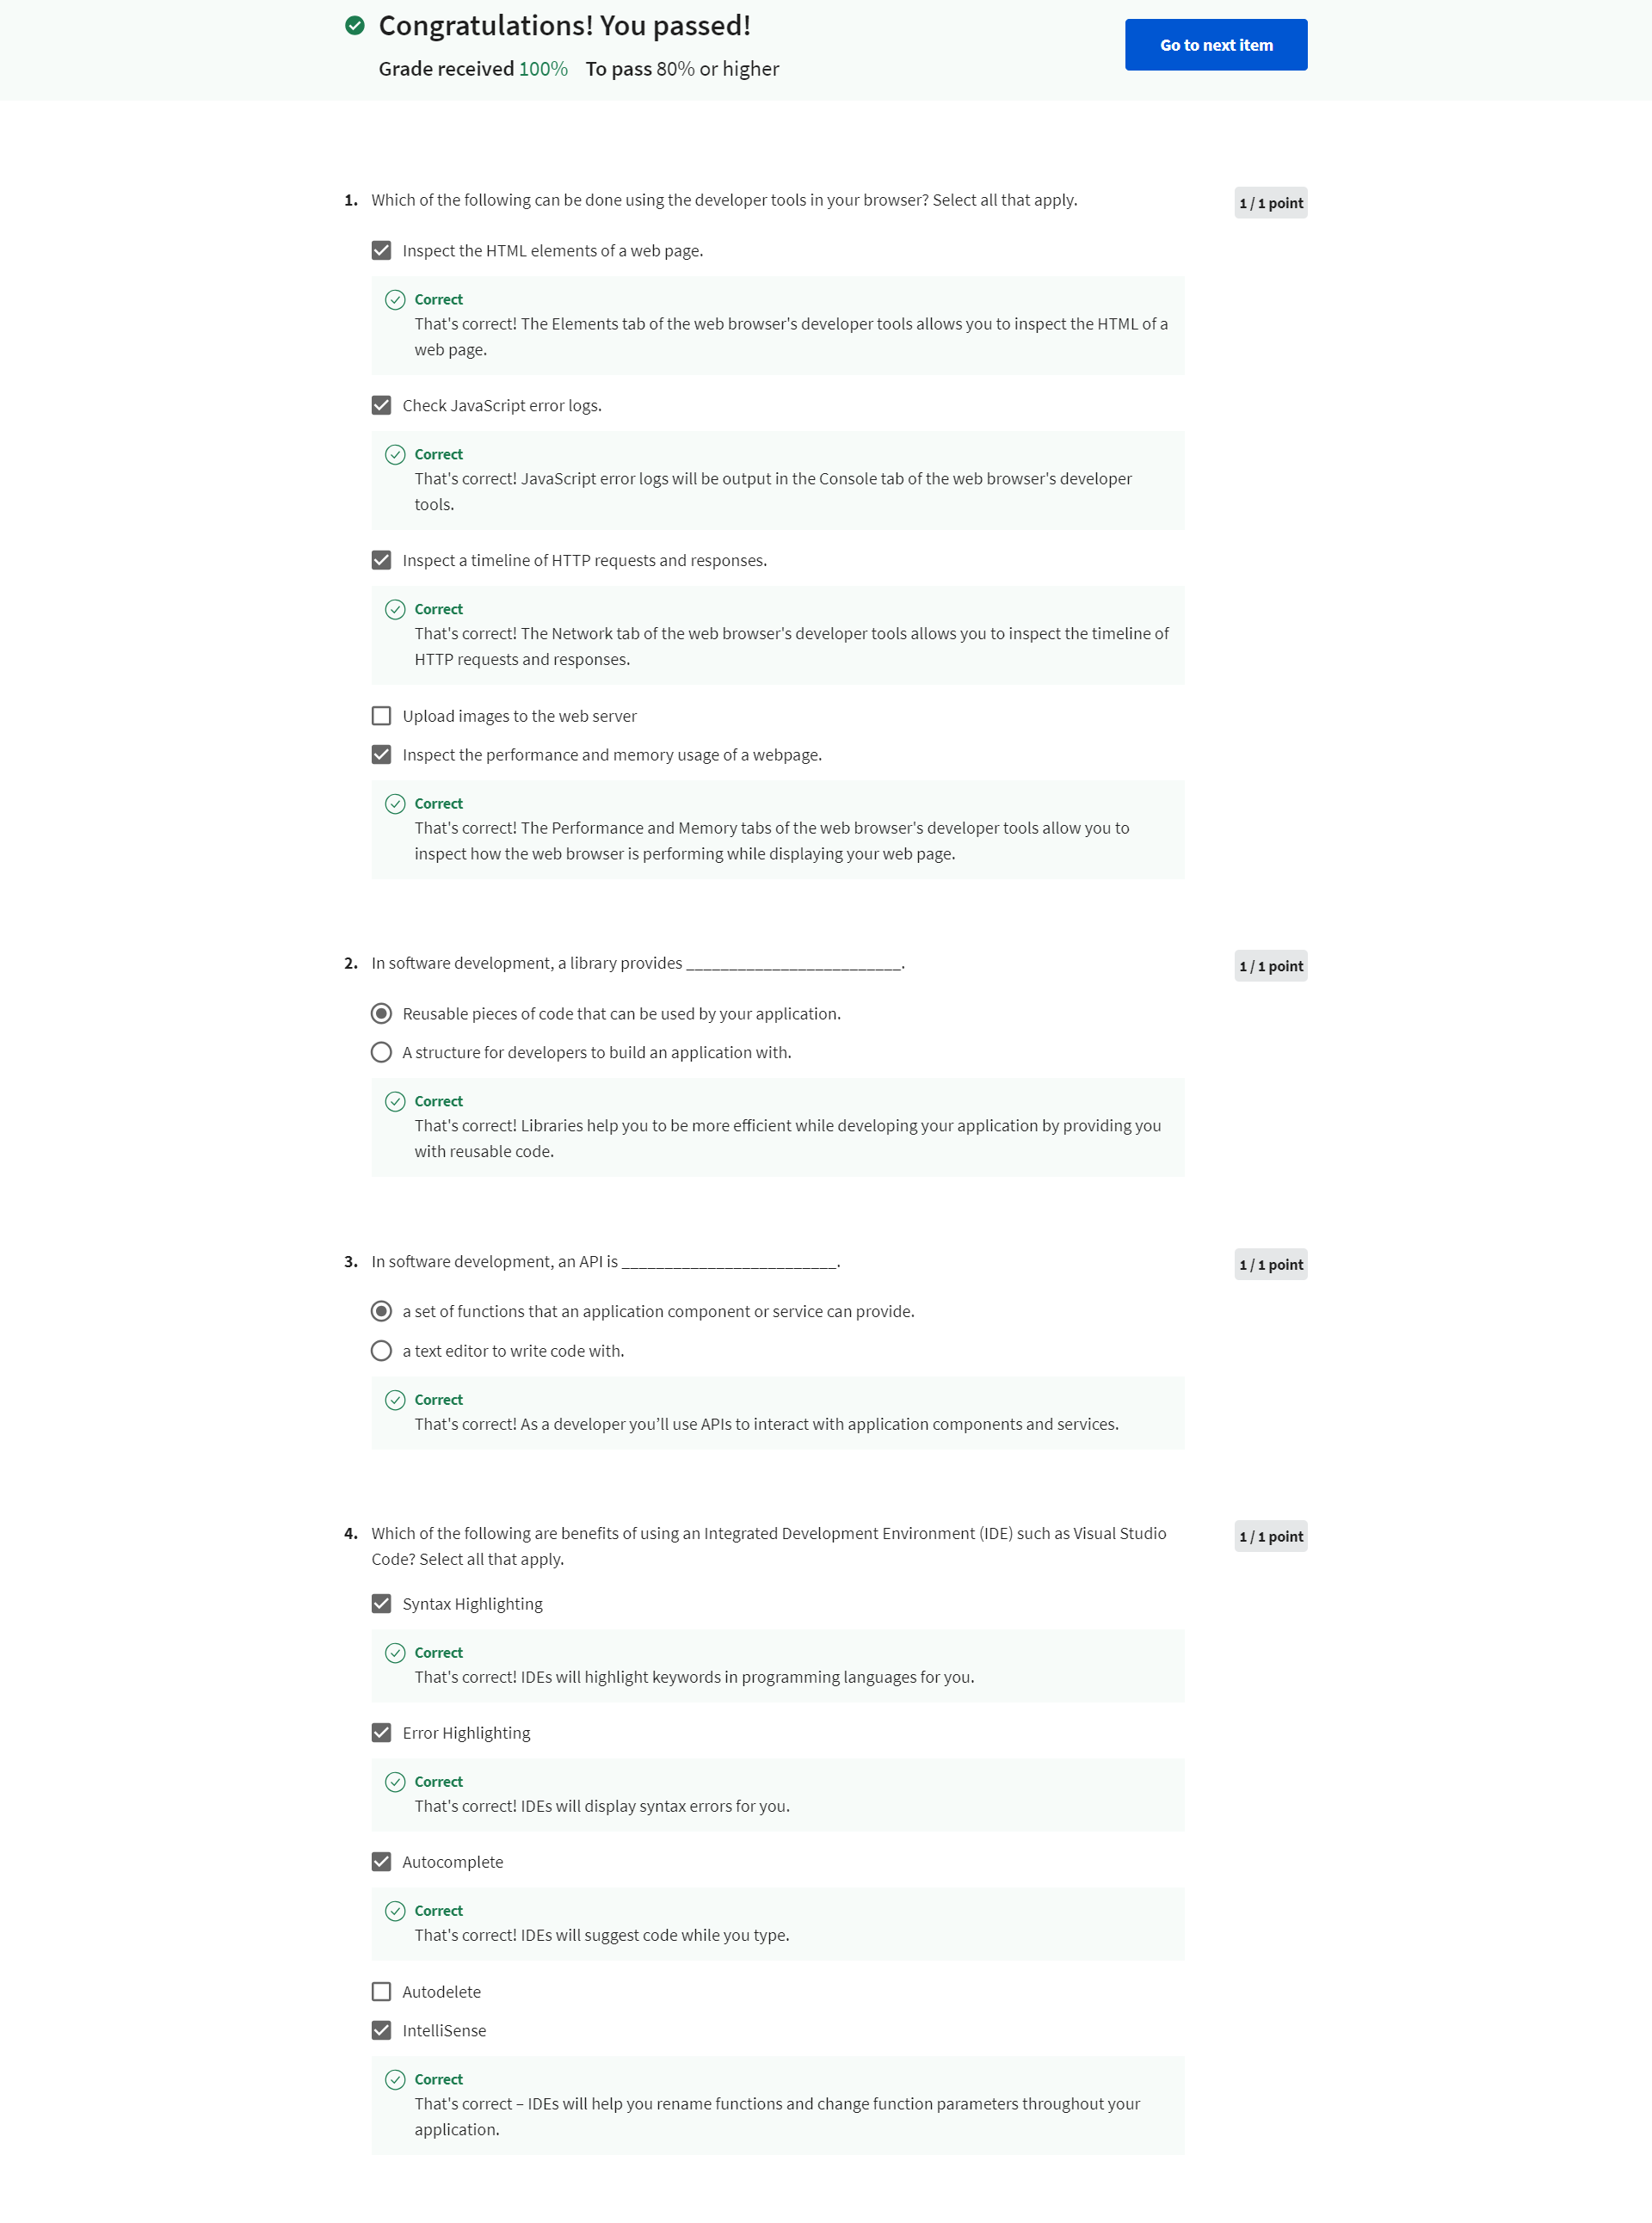 Congratulations! You passed!
Go to next item
Grade received 100% To pass 80% or higher
1. Which of the following can be done using the developer tools in your browser? Select all that apply.
1 / 1 point
Inspect the HTML elements of a web page.
Correct
That's correct! The Elements tab of the web browser's developer tools allows you to inspect the HTML of a
web page.
Check JavaScript error logs.
Correct
That's correct! JavaScript error logs will be output in the Console tab of the web browser's developer
tools.
Inspect a timeline of HTTP requests and responses.
Correct
That's correct! The Network tab of the web browser's developer tools allows you to inspect the timeline of
HTTP requests and responses.
Upload images to the web server
Inspect the performance and memory usage of a webpage.
Correct
That's correct! The Performance and Memory tabs of the web browser's developer tools allow you to
inspect how the web browser is performing while displaying your web page.
2. In software development, a library provides _________________________.
1 / 1 point
Reusable pieces of code that can be used by your application.
A structure for developers to build an application with.
Correct
That's correct! Libraries help you to be more efficient while developing your application by providing you
with reusable code.
3. In software development, an API is _________________________.
1 / 1 point
a set of functions that an application component or service can provide.
a text editor to write code with.
Correct
That's correct! As a developer you’ll use APIs to interact with application components and services.
4. Which of the following are benefits of using an Integrated Development Environment (IDE) such as Visual Studio
Code? Select all that apply.
1 / 1 point
Syntax Highlighting
Correct
That's correct! IDEs will highlight keywords in programming languages for you.
Error Highlighting
Correct
That's correct! IDEs will display syntax errors for you.
Autocomplete
Correct
That's correct! IDEs will suggest code while you type.
Autodelete
IntelliSense
Correct
That's correct – IDEs will help you rename functions and change function parameters throughout your
application.